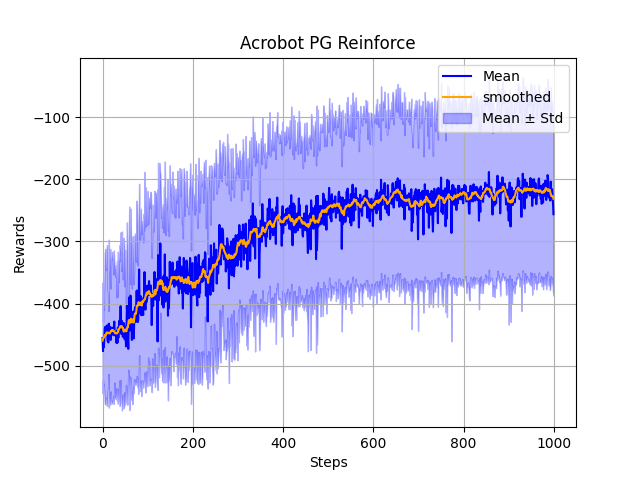 Acrobot PG Reinforce
Mean
smoothed
Mean ± Std
−100
−200
−300
−400
−500
Rewards
0 200 400 600 800 1000
Steps